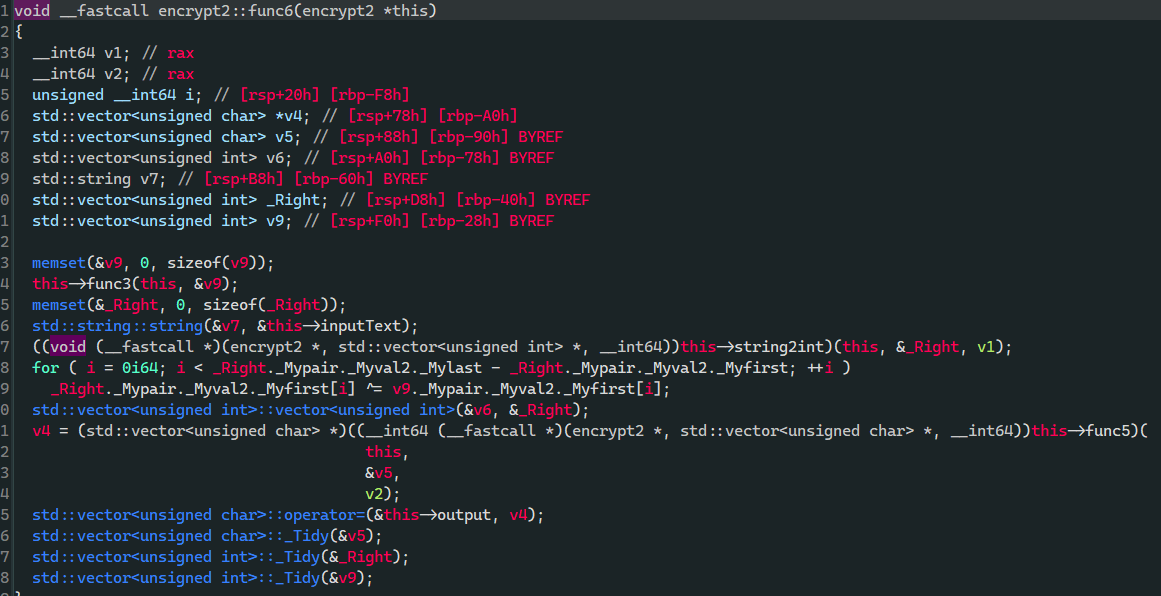 1 void __fastcall encrypt2::func6(encrypt2 *this)
2 {
3 __int64 v1; // rax
4 __int64 v2; // rax
5 unsigned __int64 i; // [rsp+20h] [rbp-F8h]
6 std::vector<unsigned char> *v4; // [rsp+78h] [rbp-A0h]
7 std::vector<unsigned char> v5; // [rsp+88h] [rbp-90h] BYREF
8 std::vector<unsigned int> v6; // [rsp+A0h] [rbp-78h] BYREF
9 std::string v7; // [rsp+B8h] [rbp-60h] BYREF
0 std::vector<unsigned int> _Right; // [rsp+D8h] [rbp-40h] BYREF
1 std::vector<unsigned int> v9; // [rsp+F0h] [rbp-28h] BYREF
2
3 memset(&v9, 0, sizeof(v9));
4 this->func3(this, &v9);
5 memset(&_Right, 0, sizeof(_Right));
6 std::string::string(&v7, &this->inputText);
7 ((void (__fastcall *)(encrypt2 *, std::vector<unsigned int> *, __int64))this->string2int)(this, &_Right, v1);
8 for ( i = 0i64; i < _Right._Mypair._Myval2._Mylast - _Right._Mypair._Myval2._Myfirst; ++i )
9 _Right._Mypair._Myval2._Myfirst[i] ^= v9._Mypair._Myval2._Myfirst[i];
0 std::vector<unsigned int>::vector<unsigned int>(&v6, &_Right);
1 v4 = (std::vector<unsigned char> *)((__int64 (__fastcall *)(encrypt2 *, std::vector<unsigned char> *, __int64))this->func5)(
2 this,
3 &v5,
4 v2);
5 std::vector<unsigned char>::operator=(&this->output, v4);
6 std::vector<unsigned char>::_Tidy(&v5);
7 std::vector<unsigned int>::_Tidy(&_Right);
8 std::vector<unsigned int>::_Tidy(&v9);